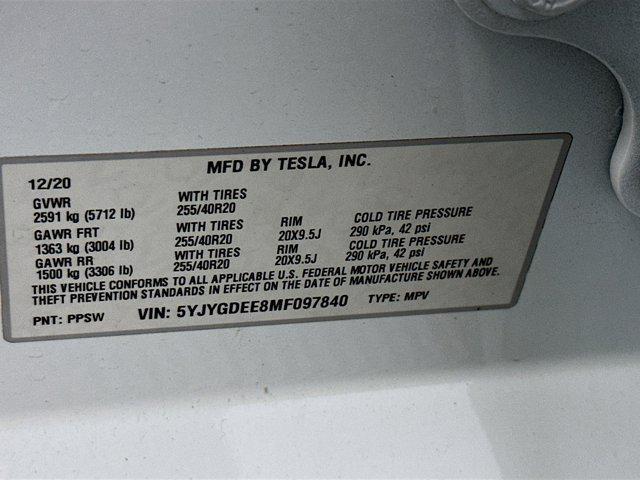 MFD BY TESLA, INC.
12/20
GVWR WITH TIRES
2591 kg (5712 lb) 255/40R20
GAWR FRT WITH TIRES RIM COLD TIRE PRESSURE
1363 kg (3004 lb) 255/40R20 20X9.5J 290 kPa, 42 psi
GAWR RR WITH TIRES RIM COLD TIRE PRESSURE
1500 kg (3306 lb) 255/40R20 20X9.5J 290 kPa, 42 psi
THIS VEHICLE CONFORMS TO ALL APPLICABLE U.S. FEDERAL MOTOR VEHICLE SAFETY AND
THEFT PREVENTION STANDARDS IN EFFECT ON THE DATE OF MANUFACTURE SHOWN ABOVE.
PNT: PPSW VIN: 5YJYGDEE8MF097840 TYPE: MPV